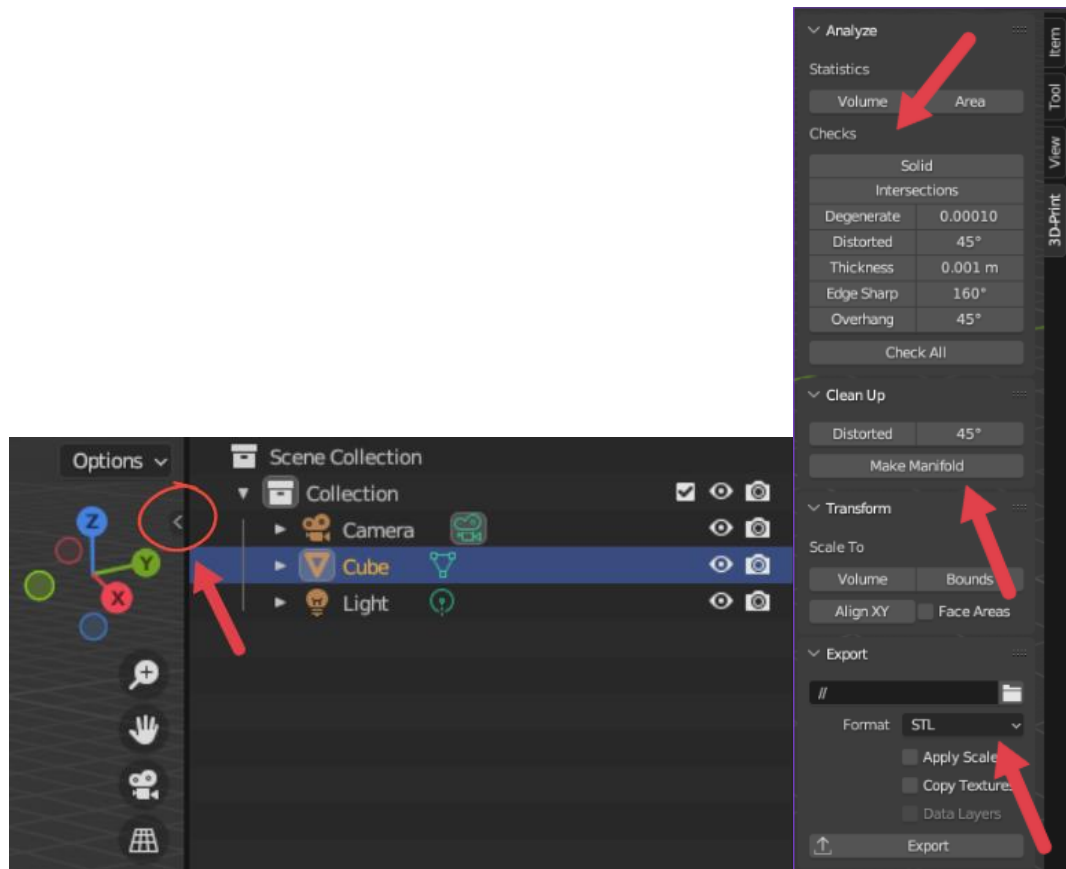 Options
Z
Y
X
Scene Collection
Collection
Camera
Cube
Light
Analyze
Statistics
Volume Area
Checks
Solid
Intersections
Degenerate 0.00010
Distorted 45°
Thickness 0.001 m
Edge Sharp 160°
Overhang 45°
Check All
Clean Up
Distorted 45°
Make Manifold
Transform
Scale To
Volume Bounds
Align XY Face Areas
Export
//
Format STL
Apply Scale
Copy Textures
Data Layers
Export
Item
Tool
View
3D-Print